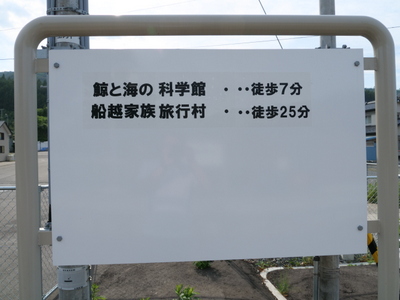 鯨と海の 科学館 ・ ・・徒歩7分
船越家族 旅行村 ・ ・・徒歩25分